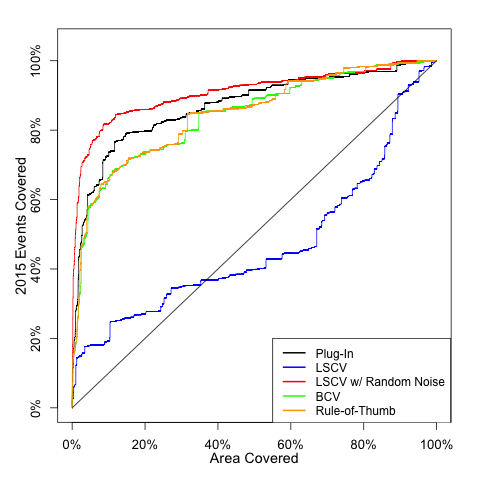 100%
80%
60%
40%
20%
0%
2015 Events Covered
Plug-In
LSCV
LSCV w/ Random Noise
BCV
Rule-of-Thumb
0%
20%
40%
60%
80%
100%
Area Covered